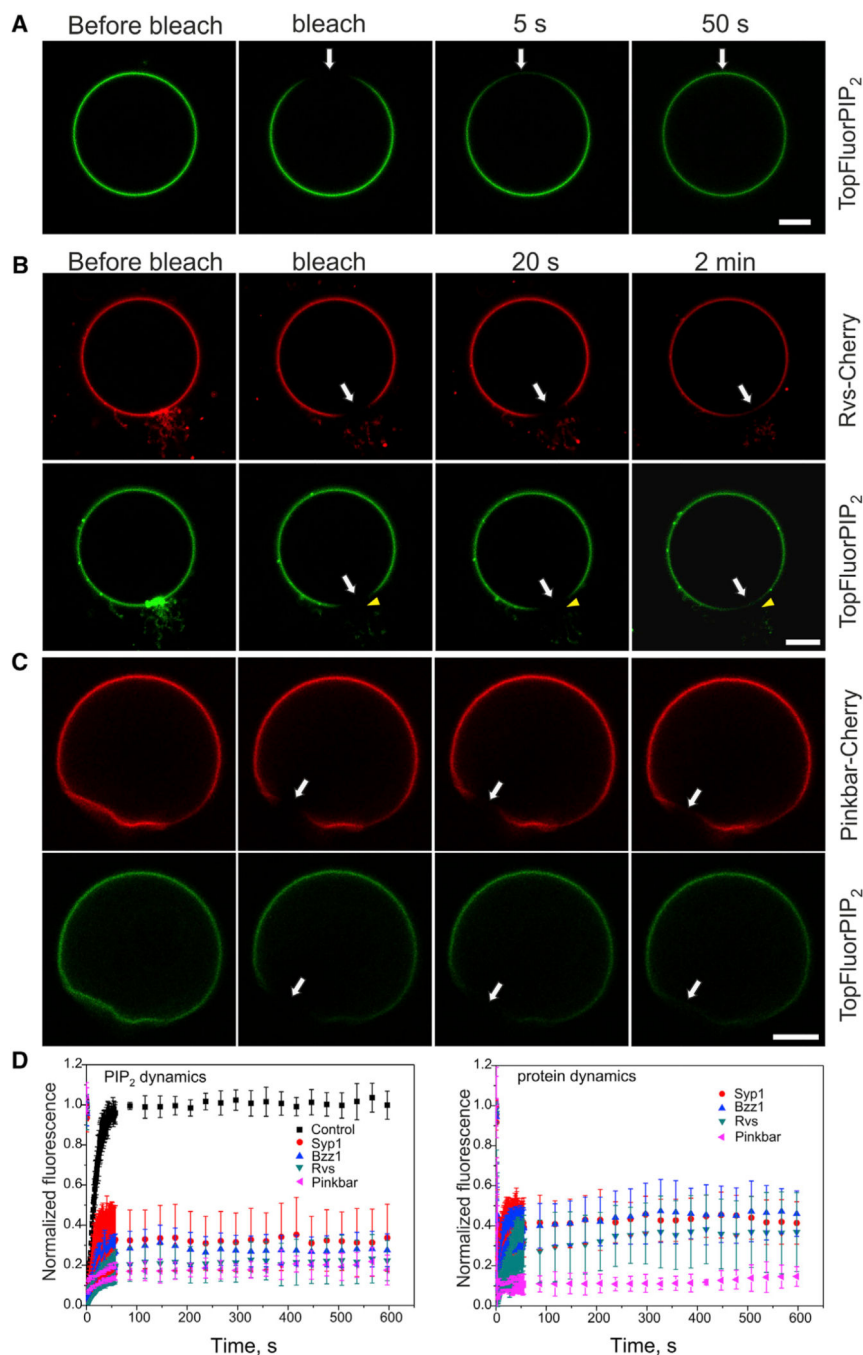 A
Before bleach bleach 5 s 50 s
TopFluorPIP2
B
Before bleach bleach 20 s 2 min
Rvs-Cherry
TopFluorPIP2
C
Pinkbar-Cherry
TopFluorPIP2
D
PIP2 dynamics
Normalized fluorescence
1.2
1.0
0.8
0.6
0.4
0.2
0.0
Control
Syp1
Bzz1
Rvs
Pinkbar
0 100 200 300 400 500 600
Time, s
protein dynamics
Normalized fluorescence
1.2
1.0
0.8
0.6
0.4
0.2
0.0
Syp1
Bzz1
Rvs
Pinkbar
0 100 200 300 400 500 600
Time, s